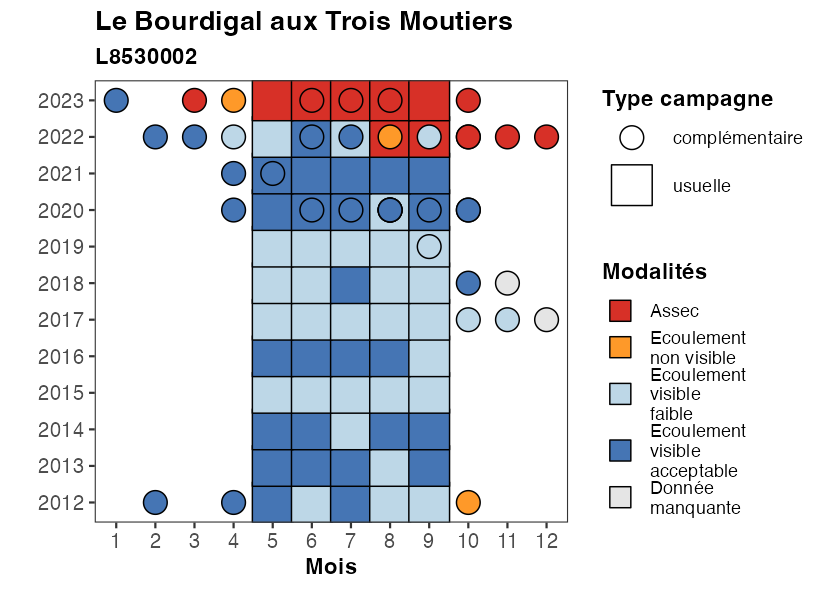 Le Bourdigal aux Trois Moutiers
L8530002
2023
2022
2021
2020
2019
2018
2017
2016
2015
2014
2013
2012
1 2 3 4 5 6 7 8 9 10 11 12
Mois
Type campagne
complémentaire
usuelle
Modalités
Assec
Ecoulement
non visible
Ecoulement
visible
faible
Ecoulement
visible
acceptable
Donnée
manquante